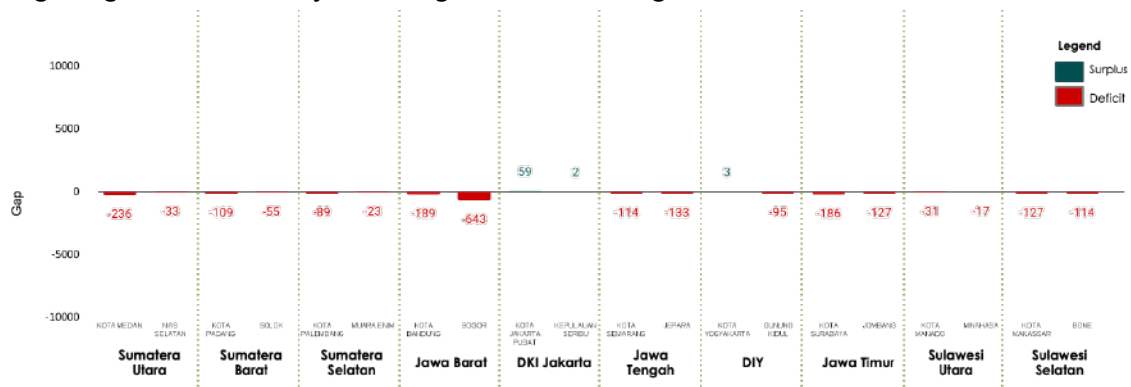 Legend
Surplus
Deficit
Gap
10000
5000
0
-5000
-10000
-236
-33
-109
-55
-89
-23
-189
-643
59
2
-114
-133
3
-95
-186
-127
-31
-17
-127
-114
KOTA MEDAN
NIAS
SELATAN
KOTA
PADANG
SOLOK
KOTA
PALEMBANG
MUARA ENIM
KOTA
BANDUNG
BOGOR
KOTA
JAKARTA
PUSAT
KEPULAUAN
SERIBU
KOTA
SEMARANG
JEPARA
KOTA
YOGYAKARTA
GUNUNG
KIDUL
KOTA
SURABAYA
JOMBANG
KOTA
MANADO
MINAHASA
KOTA
MAKASSAR
BONE
Sumatera
Utara
Sumatera
Barat
Sumatera
Selatan
Jawa Barat
DKI Jakarta
Jawa
Tengah
DIY
Jawa Timur
Sulawesi
Utara
Sulawesi
Selatan